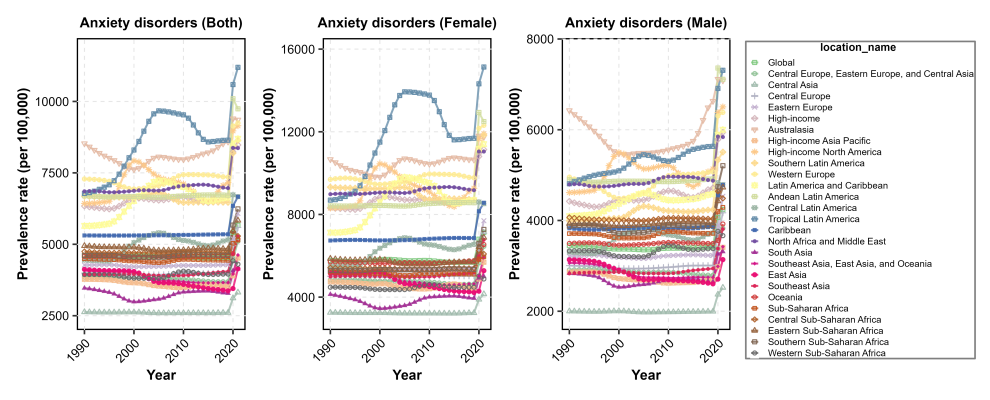 Anxiety disorders (Both)
Prevalence rate (per 100,000)
10000
7500
5000
2500
1990
2000
2010
2020
Year
Anxiety disorders (Female)
Prevalence rate (per 100,000)
16000
12000
8000
4000
1990
2000
2010
2020
Year
Anxiety disorders (Male)
Prevalence rate (per 100,000)
8000
6000
4000
2000
1990
2000
2010
2020
Year
location_name
Global
Central Europe, Eastern Europe, and Central Asia
Central Asia
Central Europe
Eastern Europe
High-income
Australasia
High-income Asia Pacific
High-income North America
Southern Latin America
Western Europe
Latin America and Caribbean
Andean Latin America
Central Latin America
Tropical Latin America
Caribbean
North Africa and Middle East
South Asia
Southeast Asia, East Asia, and Oceania
East Asia
Southeast Asia
Oceania
Sub-Saharan Africa
Central Sub-Saharan Africa
Eastern Sub-Saharan Africa
Southern Sub-Saharan Africa
Western Sub-Saharan Africa